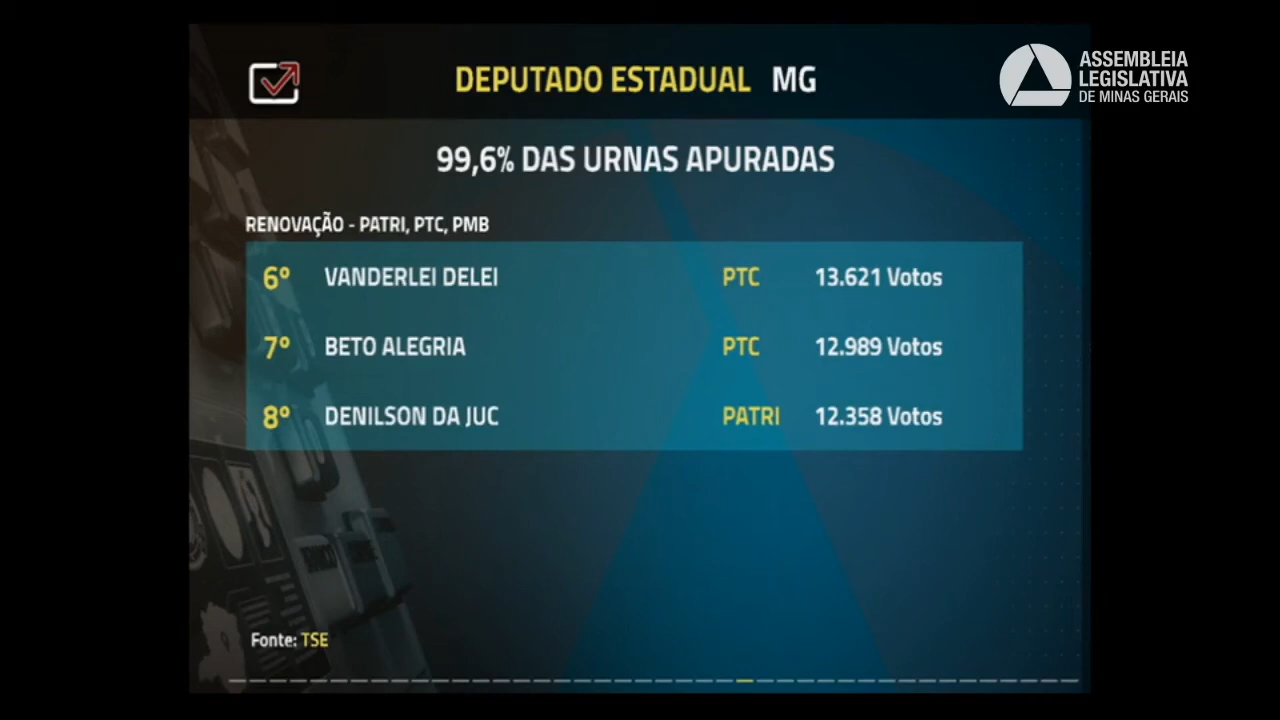 DEPUTADO ESTADUAL MG
ASSEMBLEIA
LEGISLATIVA
DE MINAS GERAIS
99,6% DAS URNAS APURADAS
RENOVAÇÃO - PATRI, PTC, PMB
6º VANDERLEI DELEI PTC 13.621 Votos
7º BETO ALEGRIA PTC 12.989 Votos
8º DENILSON DA JUC PATRI 12.358 Votos
Fonte: TSE